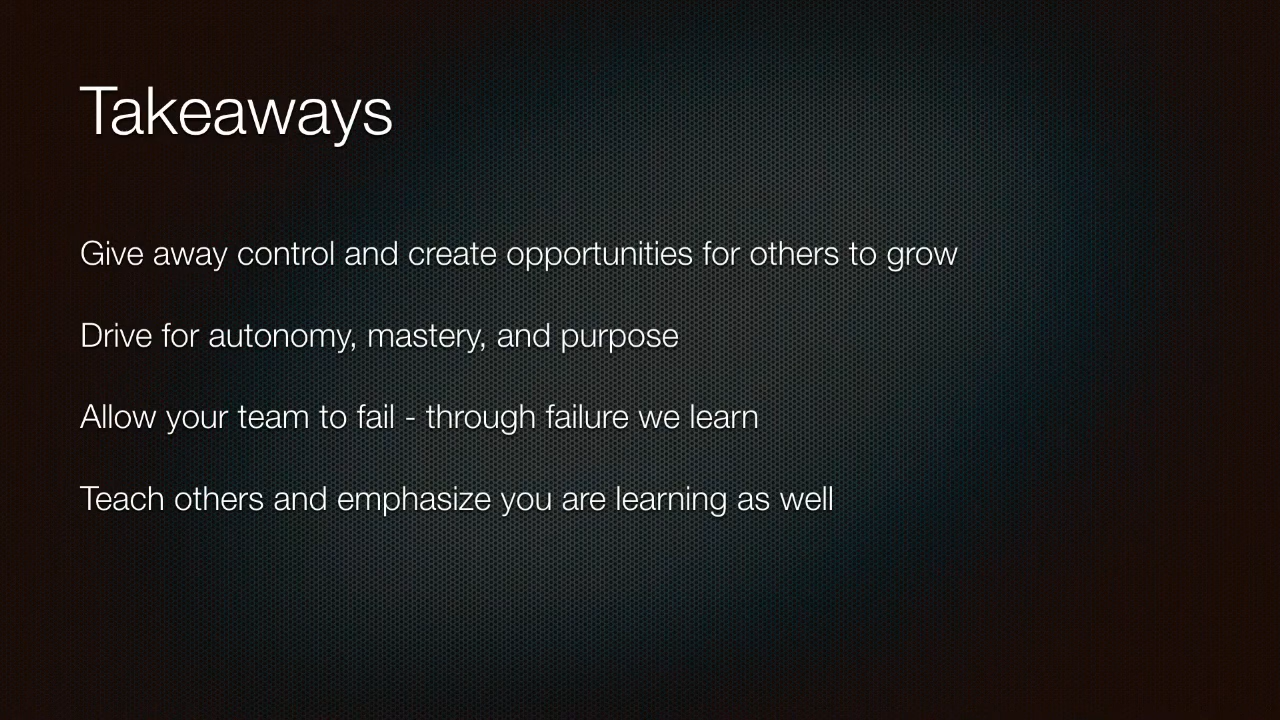 Takeaways
Give away control and create opportunities for others to grow
Drive for autonomy, mastery, and purpose
Allow your team to fail - through failure we learn
Teach others and emphasize you are learning as well